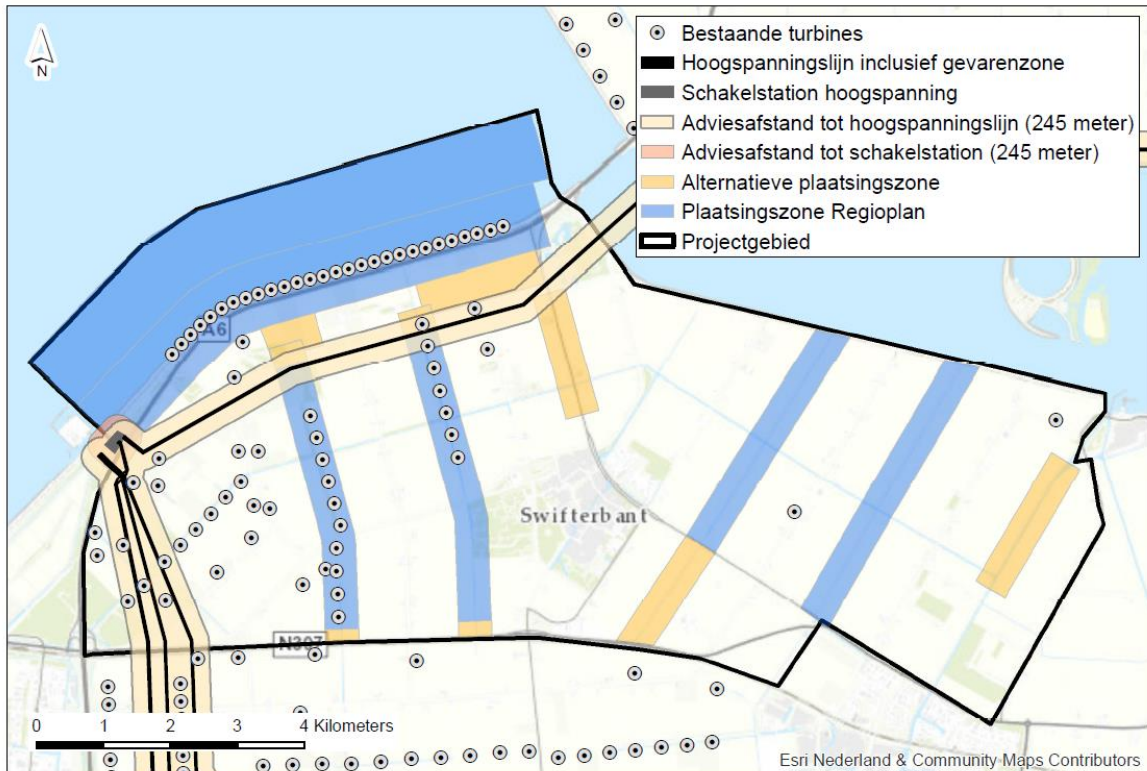 N
Bestaande turbines
Hoogspanningslijn inclusief gevarenzone
Schakelstation hoogspanning
Adviesafstand tot hoogspanningslijn (245 meter)
Adviesafstand tot schakelstation (245 meter)
Alternatieve plaatsingszone
Plaatsingszone Regioplan
Projectgebied
A6
Swifterbant
N307
0 1 2 3 4 Kilometers
Esri Nederland & Community Maps Contributors